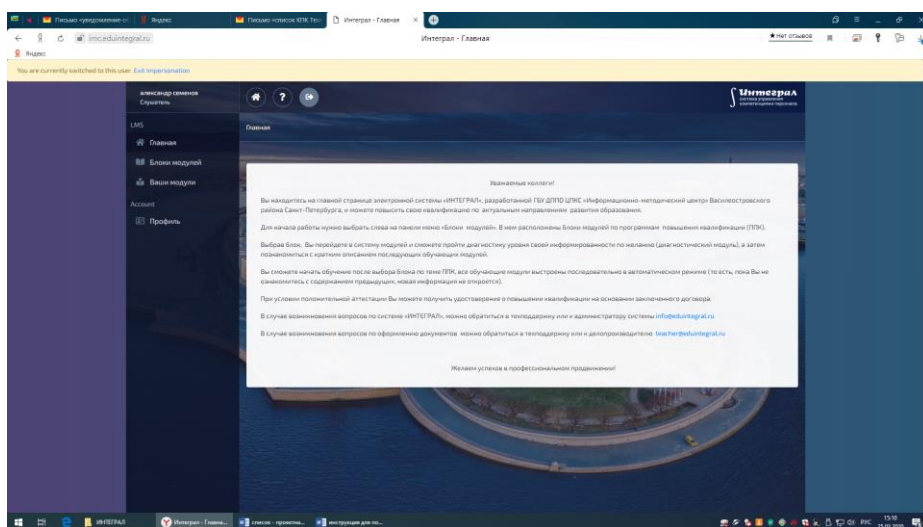 Письмо «уведомление
Яндекс
Письмо «список КПК Тех
Интеграл - Главная
imc.eduintegral.ru
Интеграл - Главная
Нет отзывов
Яндекс
You are currently switched to this user. Exit impersonation
александр семенов
Слушатель
Интеграл
LMS
Главная
Главная
Блоки модулей
Ваши модули
Account
Профиль
Уважаемые коллеги!
Вы находитесь на главной странице электронной системы «ИНТЕГРАЛ», разработанной ГБУ ДППО ЦПКС «Информационно-методический центр» Василеостровского
района Санкт-Петербурга, и можете повысить свою квалификацию по актуальным направлениям развития образования.
Для начала работы нужно выбрать слева на панели меню «Блоки модулей». В нем расположены блоки модулей по программам повышения квалификации (ППК).
Выбрав блок, Вы перейдете в систему модулей и сможете пройти диагностику уровня своей информированности по желанию (диагностический модуль), а затем
познакомиться с кратким описанием последующих обучающих модулей.
Вы сможете начать обучение после выбора блока по теме ППК, все обучающие модули выстроены последовательно в автоматическом режиме (то есть, пока Вы не
ознакомитесь с содержанием предыдущих, новая информация не откроется).
При условии положительной аттестации Вы можете получить удостоверение о повышении квалификации на основании заключенного договора.
В случае возникновения вопросов по системе «ИНТЕГРАЛ», можно обратиться в техподдержку или к администратору системы info@eduintegral.ru
В случае возникновения вопросов по оформлению документов можно обратиться в техподдержку или к делопроизводителю teacher@eduintegral.ru
Желаем успехов в профессиональном продвижении!
ИНТЕГРАЛ
Интеграл - Главна...
список - проектна...
инструкция для по...
РУС
15:10